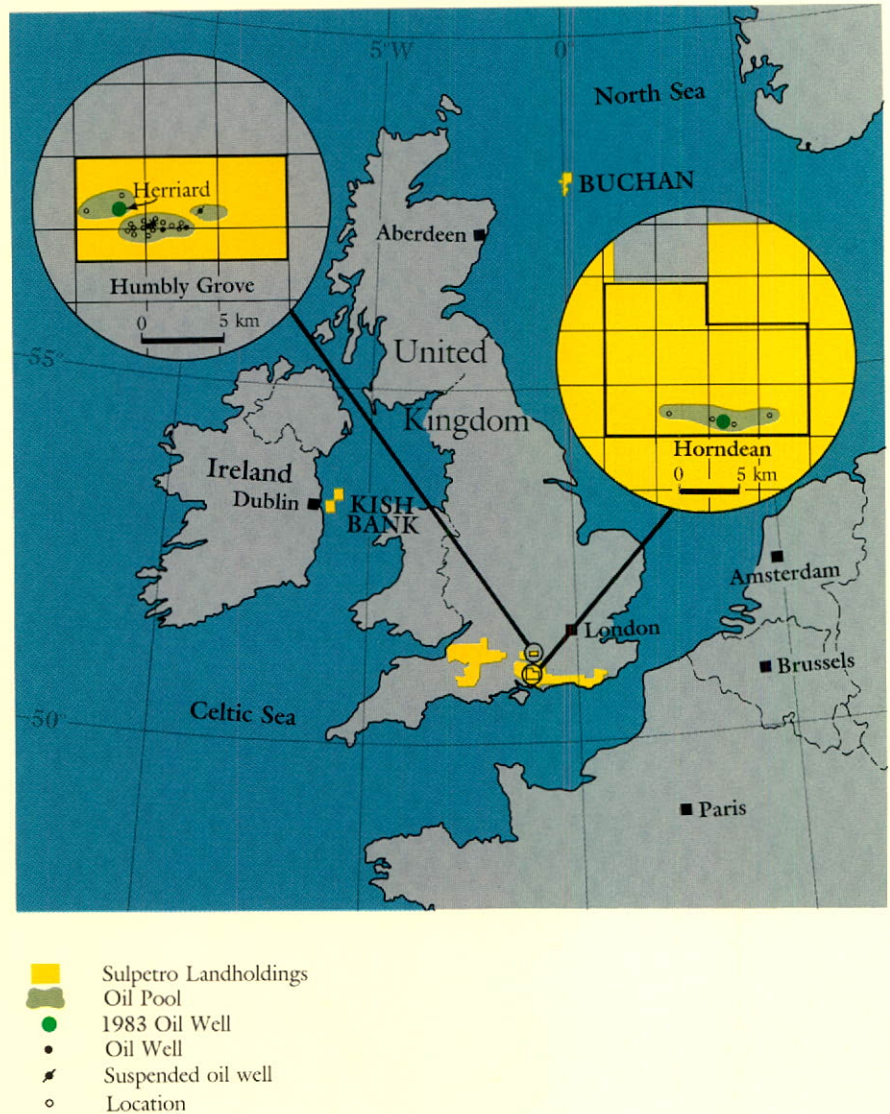 5°W
0°
North Sea
BUCHAN
Herriard
Humbly Grove
0 5 km
Aberdeen
55°
United
Kingdom
Horndean
0 5 km
Ireland
Dublin
KISH
BANK
Amsterdam
London
Brussels
50°
Celtic Sea
Paris
Sulpetro Landholdings
Oil Pool
1983 Oil Well
Oil Well
Suspended oil well
Location